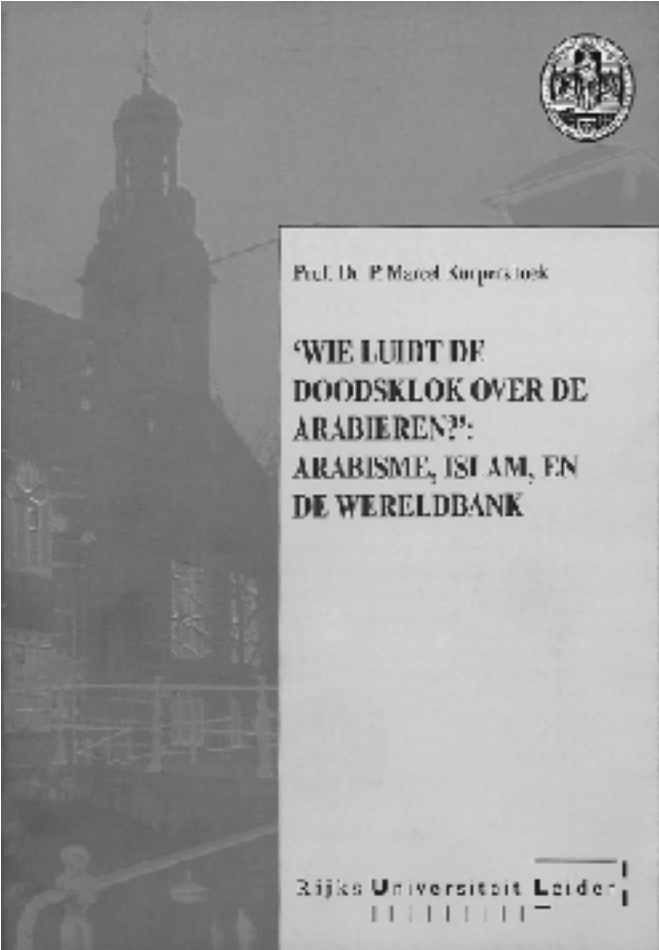 Prof. Dr. P. Marcel Kurpershoek
'WIE LUIDT DE
DOODSKLOK OVER DE
ARABIEREN?':
ARABISME, ISLAM, EN
DE WERELDBANK
Rijks Universiteit Leiden